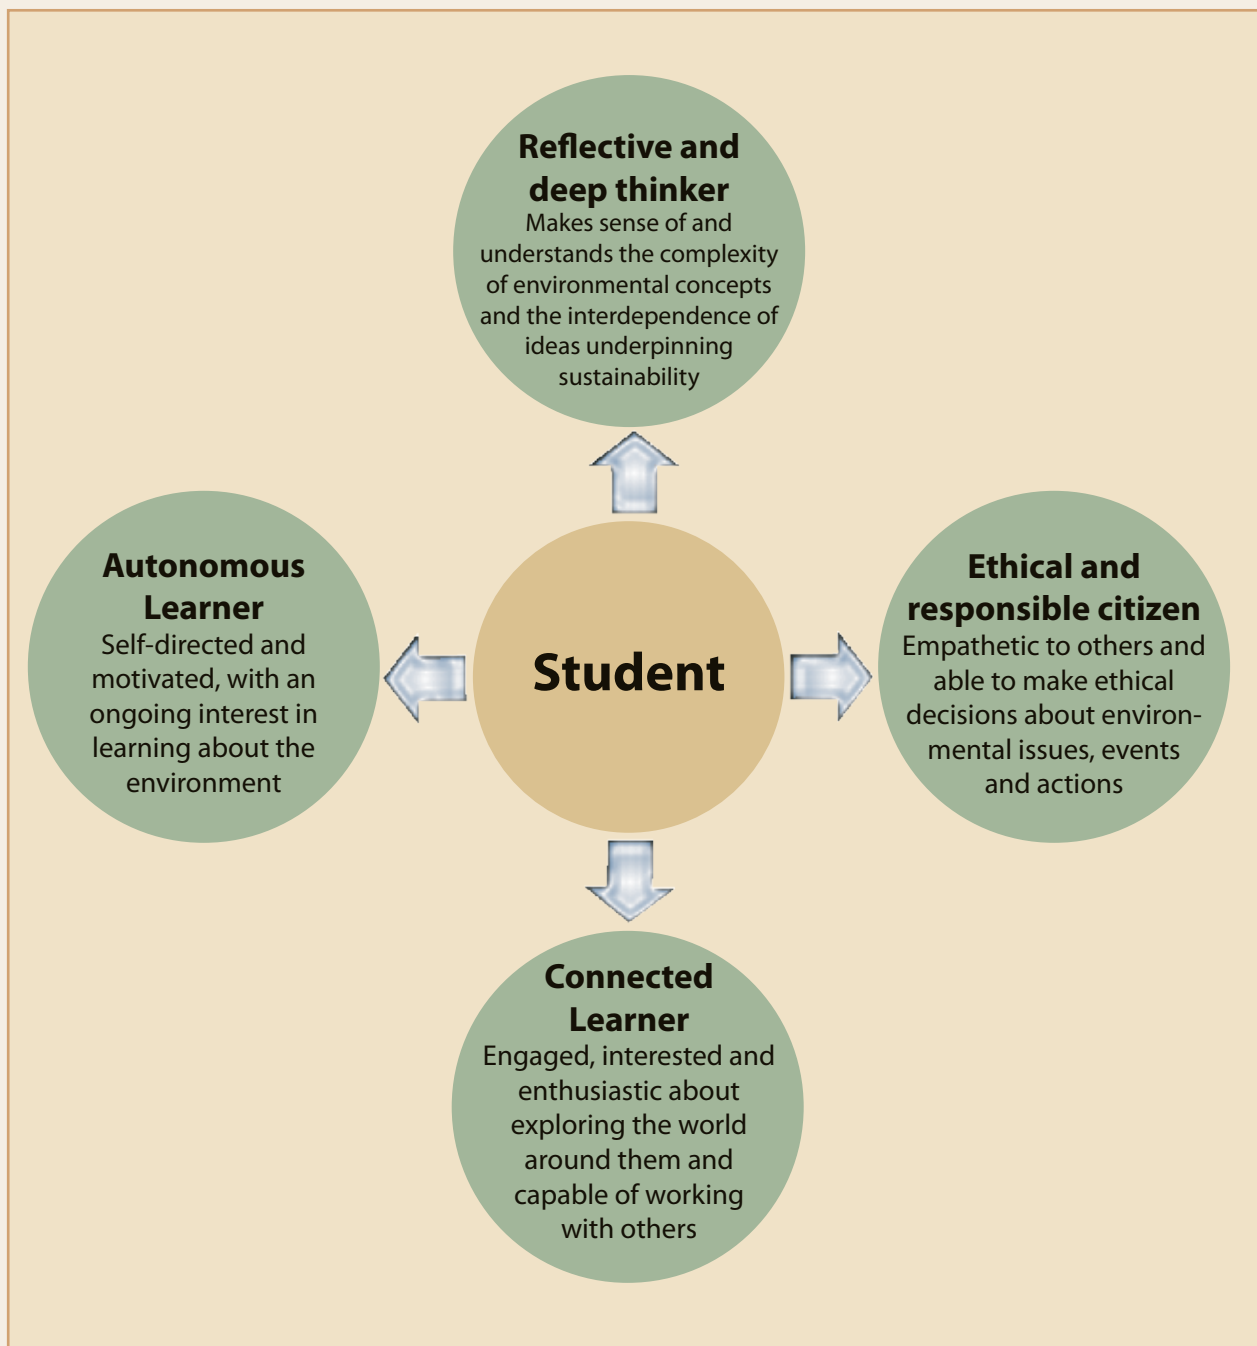 Reflective and
deep thinker
Makes sense of and
understands the complexity
of environmental concepts
and the interdependence of
ideas underpinning
sustainability
Autonomous
Learner
Self-directed and
motivated, with an
ongoing interest in
learning about the
environment
Student
Ethical and
responsible citizen
Empathetic to others and
able to make ethical
decisions about environ-
mental issues, events
and actions
Connected
Learner
Engaged, interested and
enthusiastic about
exploring the world
around them and
capable of working
with others